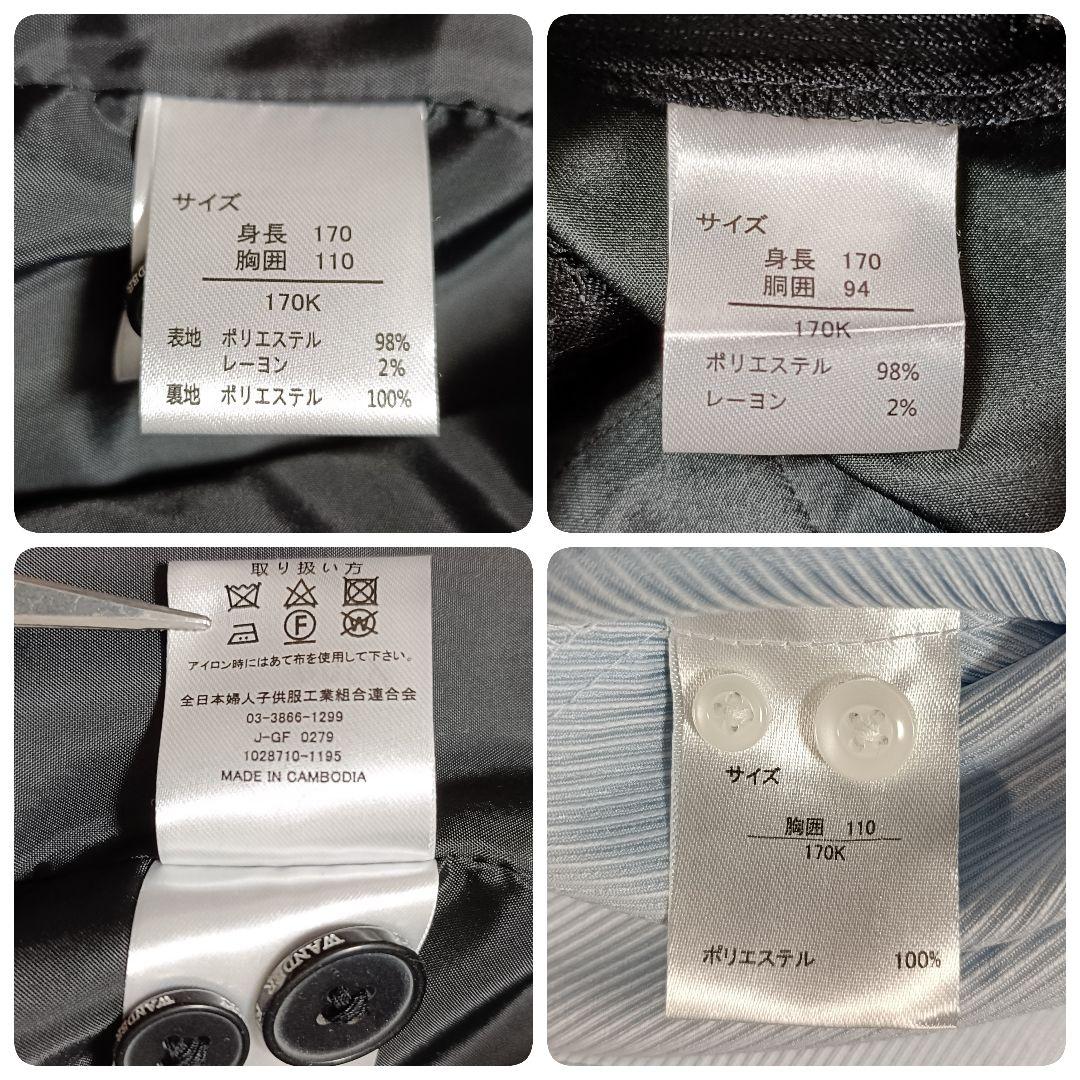 サイズ
身長 170
胸囲 110
170K
表地 ポリエステル 98%
レーヨン 2%
裏地 ポリエステル 100%
サイズ
身長 170
胴囲 94
170K
ポリエステル 98%
レーヨン 2%
取り扱い方
F
W
アイロン時にはあて布を使用して下さい。
全日本婦人子供服工業組合連合会
03-3866-1299
J-GF 0279
1028710-1195
MADE IN CAMBODIA
WANDER
WANDER
サイズ
胸囲 110
170K
ポリエステル 100%